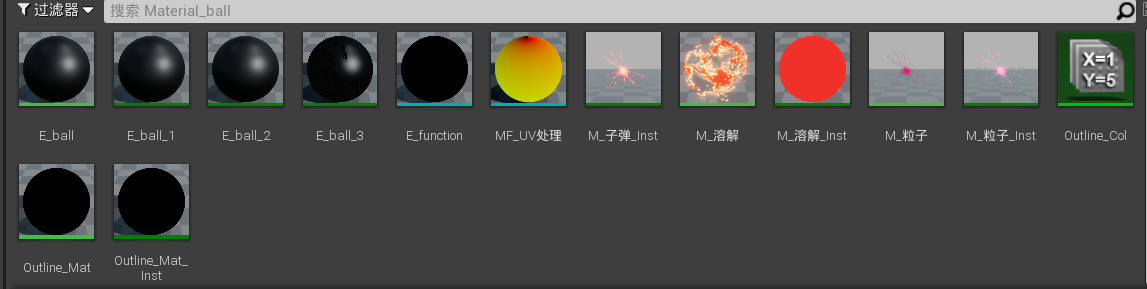 过滤器 搜索 Material_ball
X=1
Y=5
E_ball E_ball_1 E_ball_2 E_ball_3 E_function MF_UV处理 M_子弹_Inst M_溶解 M_溶解_Inst M_粒子 M_粒子_Inst Outline_Col
Outline_Mat Outline_Mat_
Inst